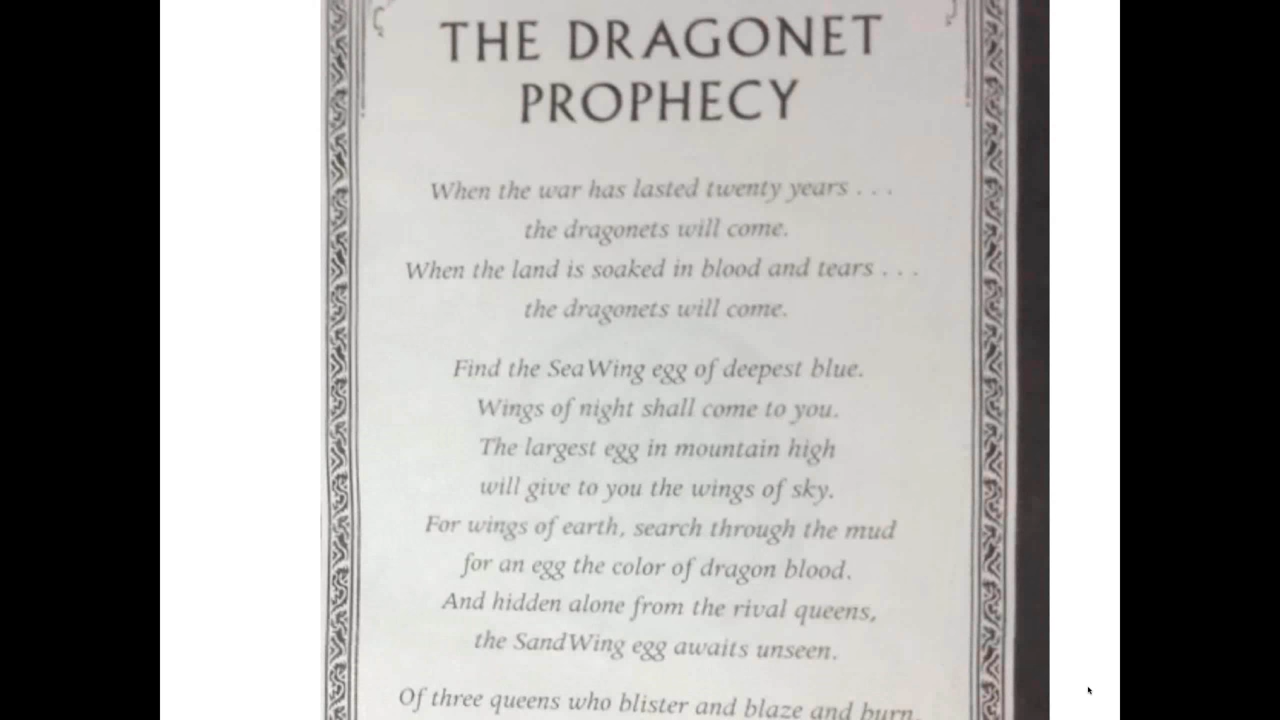 THE DRAGONET
PROPHECY
When the war has lasted twenty years . . .
the dragonets will come.
When the land is soaked in blood and tears . . .
the dragonets will come.
Find the SeaWing egg of deepest blue.
Wings of night shall come to you.
The largest egg in mountain high
will give to you the wings of sky.
For wings of earth, search through the mud
for an egg the color of dragon blood.
And hidden alone from the rival queens,
the SandWing egg awaits unseen.
Of three queens who blister and blaze and burn,